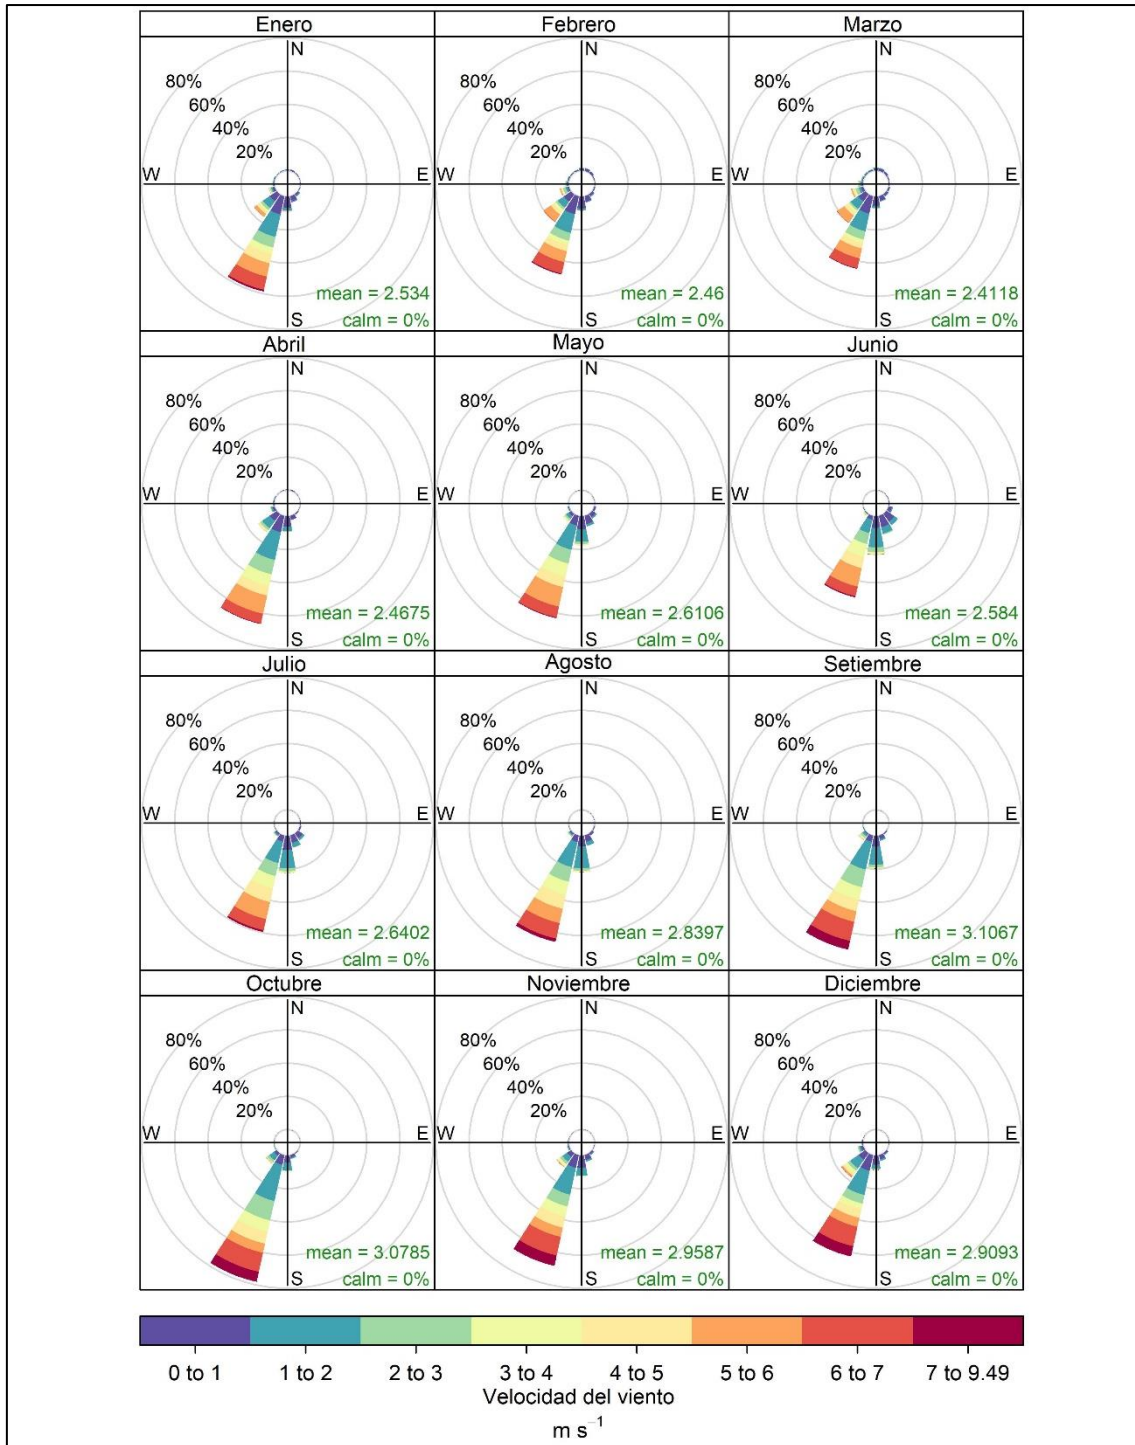 Enero Febrero Marzo
N N N
80% 80% 80%
60% 60% 60%
40% 40% 40%
20% 20% 20%
W E W E W E
mean = 2.534 mean = 2.46 mean = 2.4118
S calm = 0% S calm = 0% S calm = 0%
Abril Mayo Junio
N N N
80% 80% 80%
60% 60% 60%
40% 40% 40%
20% 20% 20%
W E W E W E
mean = 2.4675 mean = 2.6106 mean = 2.584
S calm = 0% S calm = 0% S calm = 0%
Julio Agosto Setiembre
N N N
80% 80% 80%
60% 60% 60%
40% 40% 40%
20% 20% 20%
W E W E W E
mean = 2.6402 mean = 2.8397 mean = 3.1067
S calm = 0% S calm = 0% S calm = 0%
Octubre Noviembre Diciembre
N N N
80% 80% 80%
60% 60% 60%
40% 40% 40%
20% 20% 20%
W E W E W E
mean = 3.0785 mean = 2.9587 mean = 2.9093
S calm = 0% S calm = 0% S calm = 0%
0 to 1 1 to 2 2 to 3 3 to 4 4 to 5 5 to 6 6 to 7 7 to 9.49
Velocidad del viento
m s⁻¹